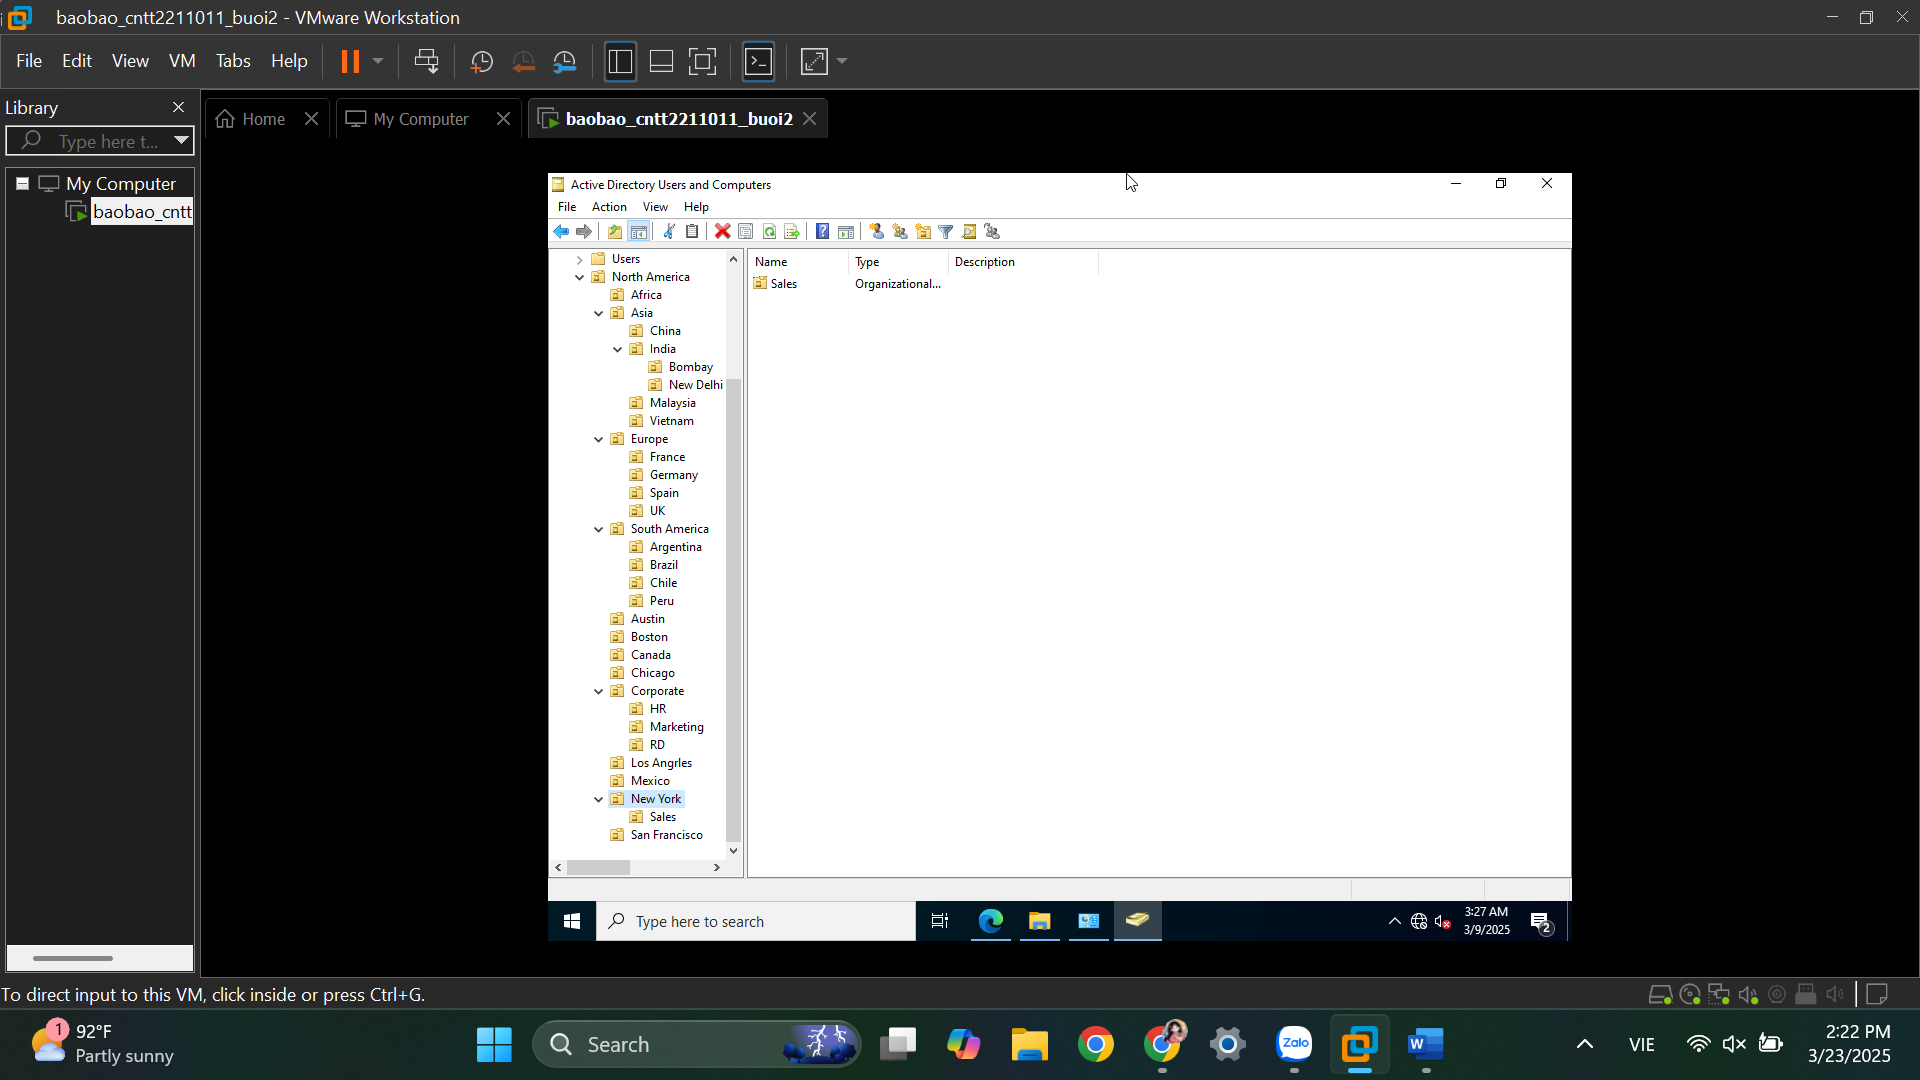 baobao_cntt2211011_buoi2 - VMware Workstation
File Edit View VM Tabs Help
Library
Type here t...
My Computer
baobao_cntt
Home
My Computer
baobao_cntt2211011_buoi2
Active Directory Users and Computers
File Action View Help
Users
North America
Africa
Asia
China
India
Bombay
New Delhi
Malaysia
Vietnam
Europe
France
Germany
Spain
UK
South America
Argentina
Brazil
Chile
Peru
Austin
Boston
Canada
Chicago
Corporate
HR
Marketing
RD
Los Angrles
Mexico
New York
Sales
San Francisco
Name Type Description
Sales Organizational...
Type here to search
3:27 AM
3/9/2025
2
To direct input to this VM, click inside or press Ctrl+G.
1
92°F
Partly sunny
Search
Zalo
W
VIE
2:22 PM
3/23/2025